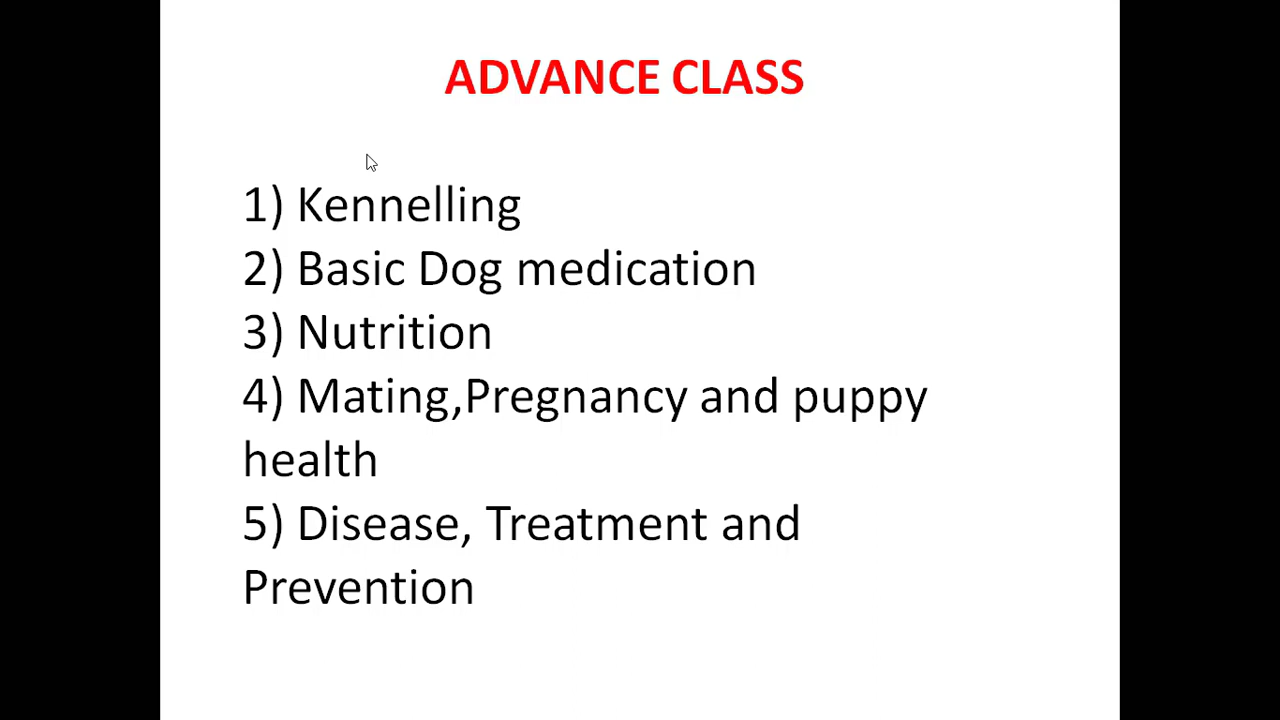 ADVANCE CLASS
1) Kennelling
2) Basic Dog medication
3) Nutrition
4) Mating,Pregnancy and puppy
health
5) Disease, Treatment and
Prevention